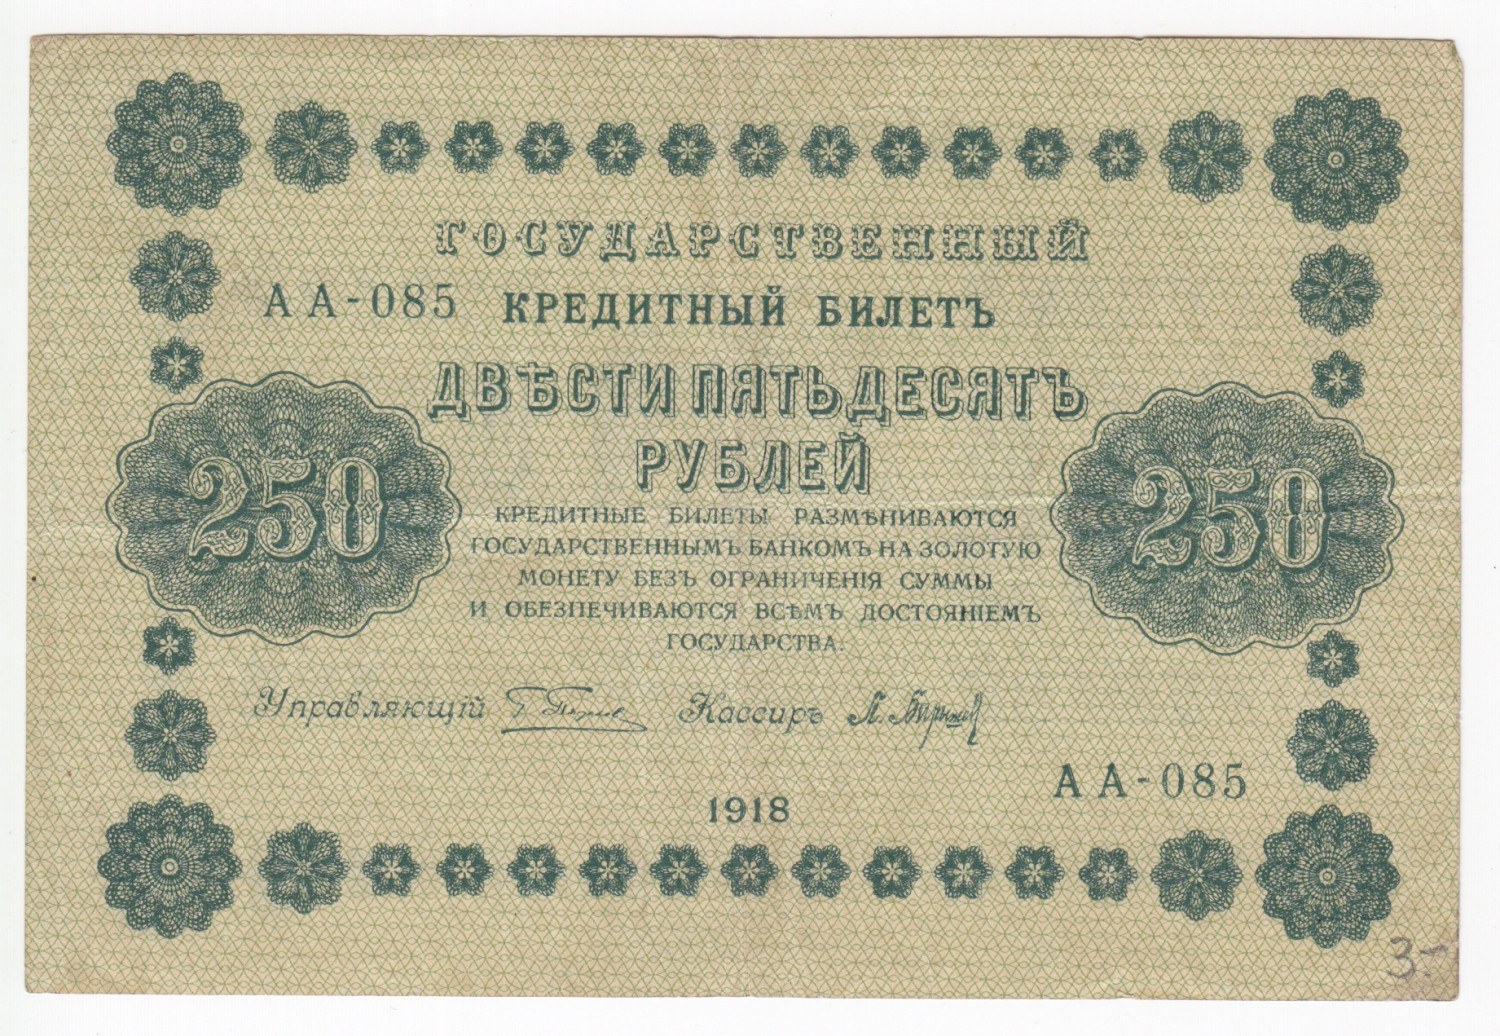 ГОСУДАРСТВЕННЫЙ
АА-085 КРЕДИТНЫЙ БИЛЕТЪ
ДВѢСТИ ПЯТЬДЕСЯТЪ
РУБЛЕЙ
250 250
КРЕДИТНЫЕ БИЛЕТЫ РАЗМѢНИВАЮТСЯ
ГОСУДАРСТВЕННЫМЪ БАНКОМЪ НА ЗОЛОТУЮ
МОНЕТУ БЕЗЪ ОГРАНИЧЕНІЯ СУММЫ
И ОБЕЗПЕЧИВАЮТСЯ ВСѢМЪ ДОСТОЯНІЕМЪ
ГОСУДАРСТВА.
Управляющій Кассиръ
АА-085
1918
3.-